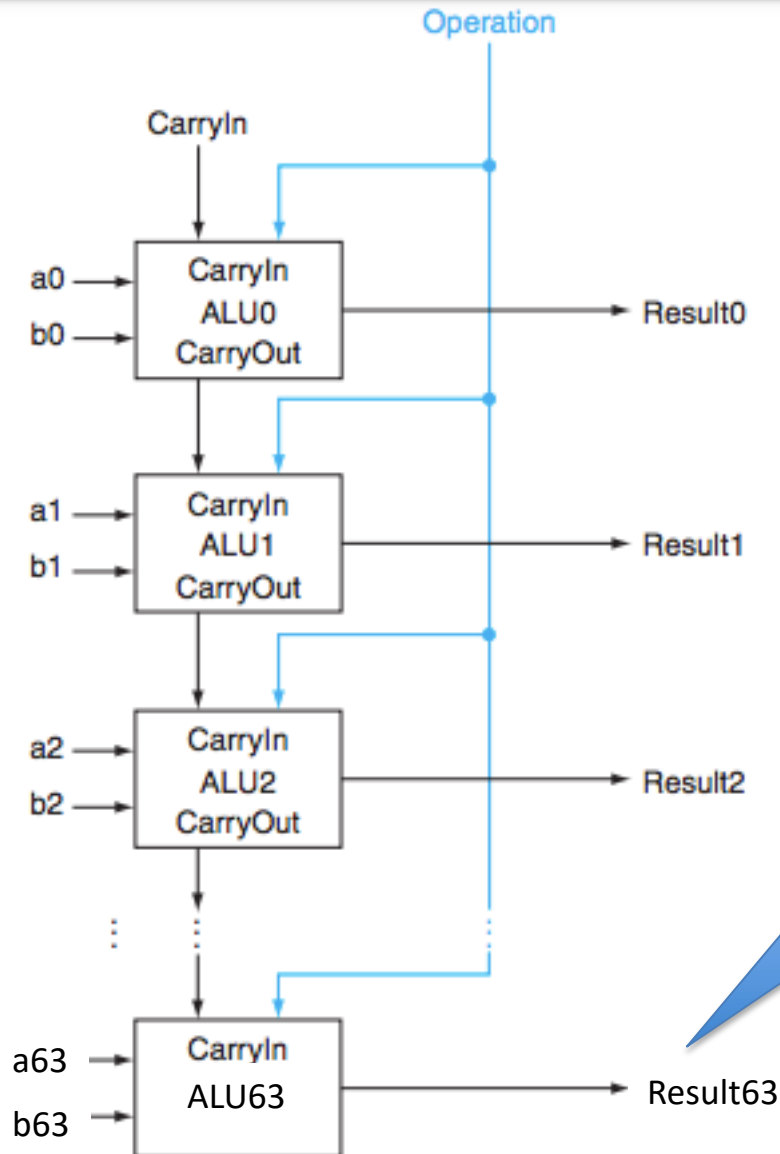 Operation
CarryIn
a0
b0
CarryIn
ALU0
CarryOut
Result0
a1
b1
CarryIn
ALU1
CarryOut
Result1
a2
b2
CarryIn
ALU2
CarryOut
Result2
a63
b63
CarryIn
ALU63
Result63